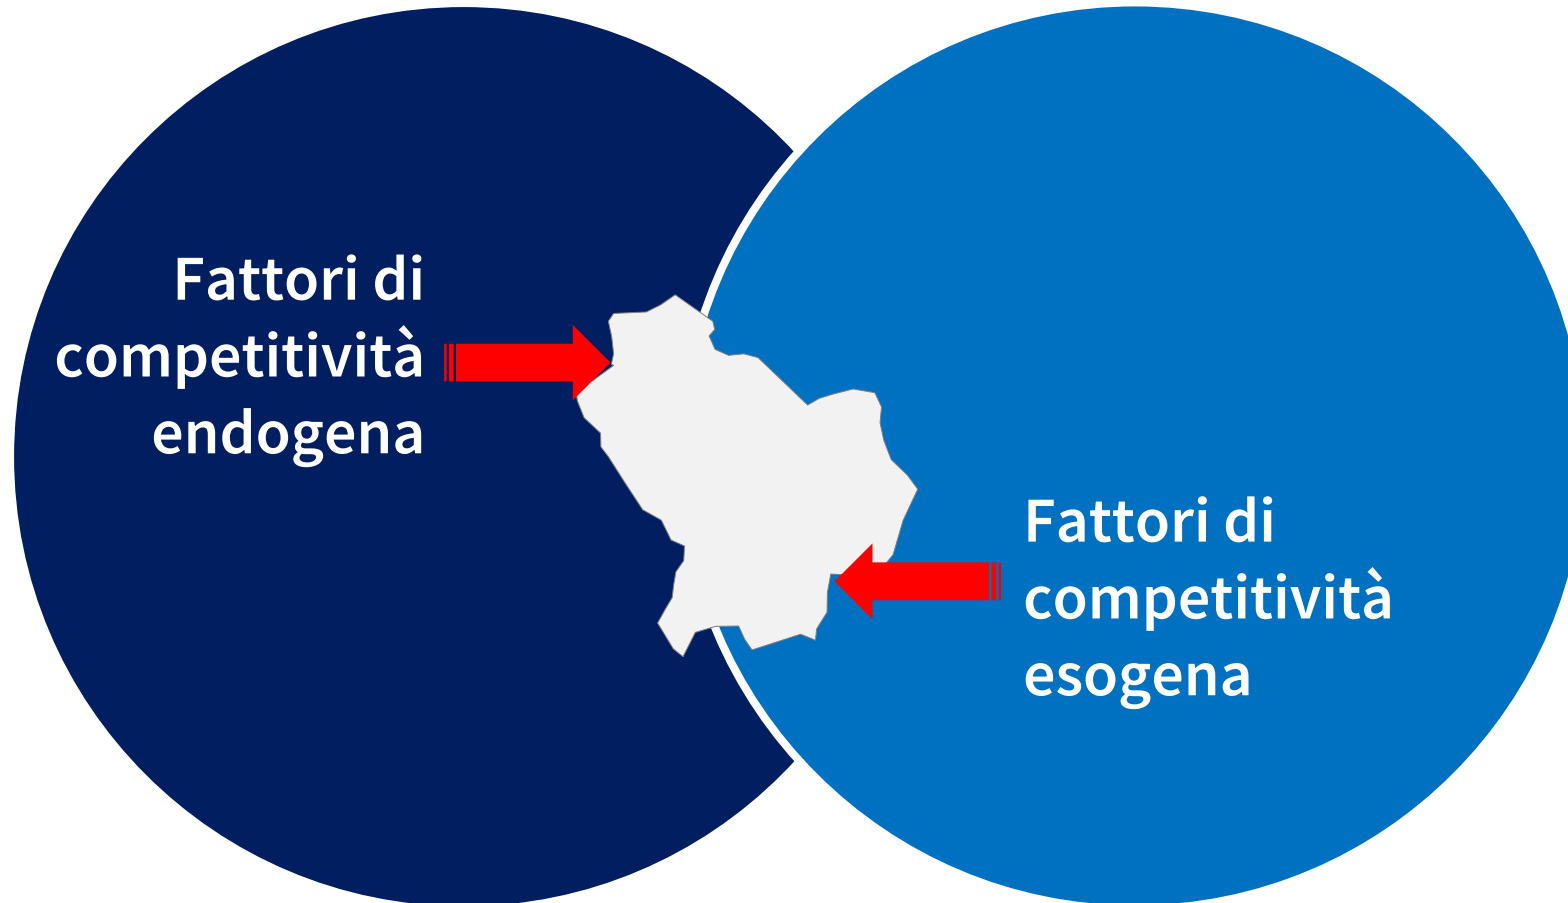 Fattori di
competitività
endogena
Fattori di
competitività
esogena